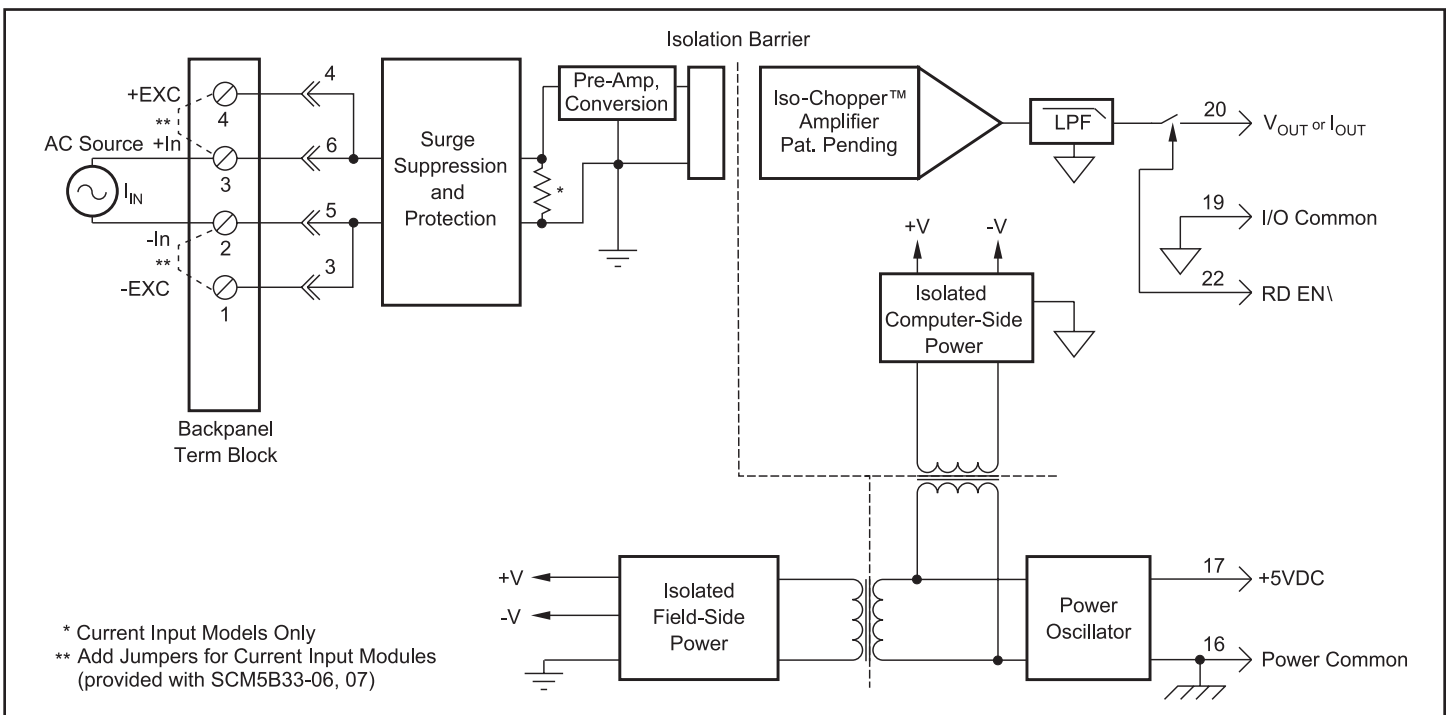 Isolation Barrier
+EXC
**
AC Source
+In
I_IN
-In
**
-EXC
4
3
2
1
4
6
5
3
Backpanel
Term Block
Surge
Suppression
and
Protection
*
Pre-Amp,
Conversion
Iso-Chopper™
Amplifier
Pat. Pending
LPF
20
V_OUT or I_OUT
19
I/O Common
22
RD EN\
+V
-V
Isolated
Computer-Side
Power
+V
-V
Isolated
Field-Side
Power
Power
Oscillator
17
+5VDC
16
Power Common
* Current Input Models Only
** Add Jumpers for Current Input Modules
(provided with SCM5B33-06, 07)